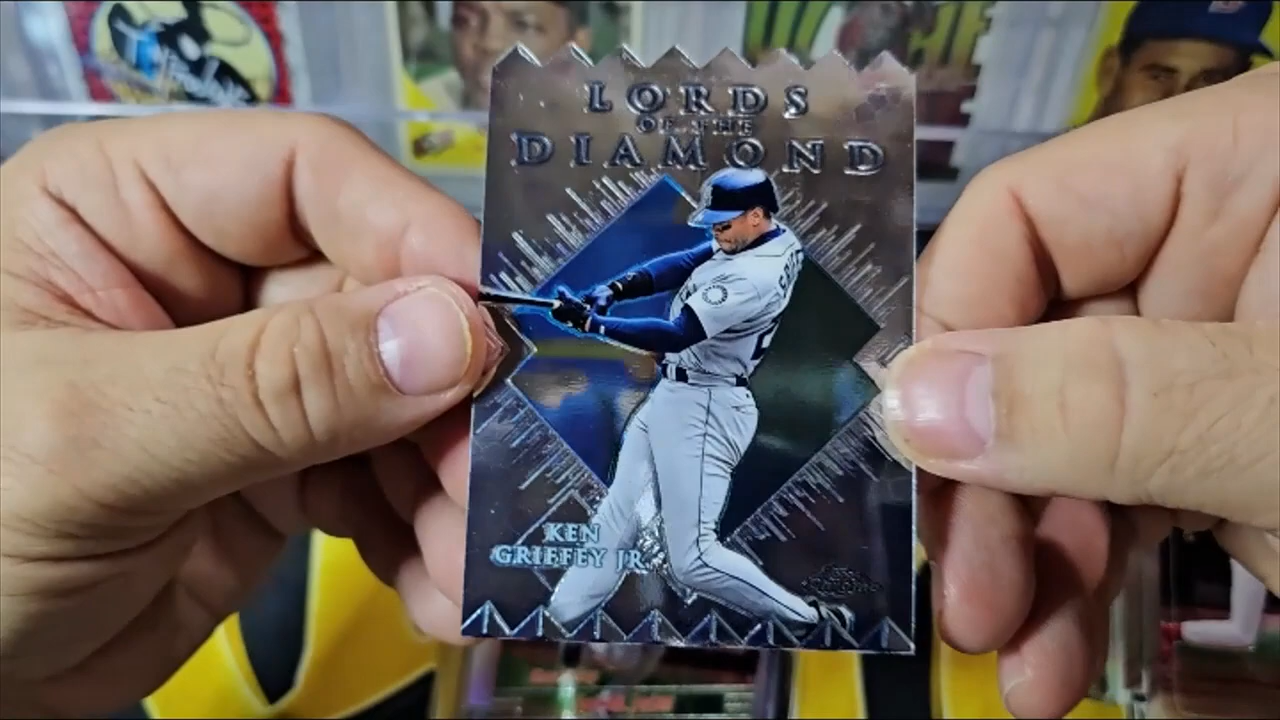 LORDS
OF THE
DIAMOND
KEN
GRIFFEY JR.